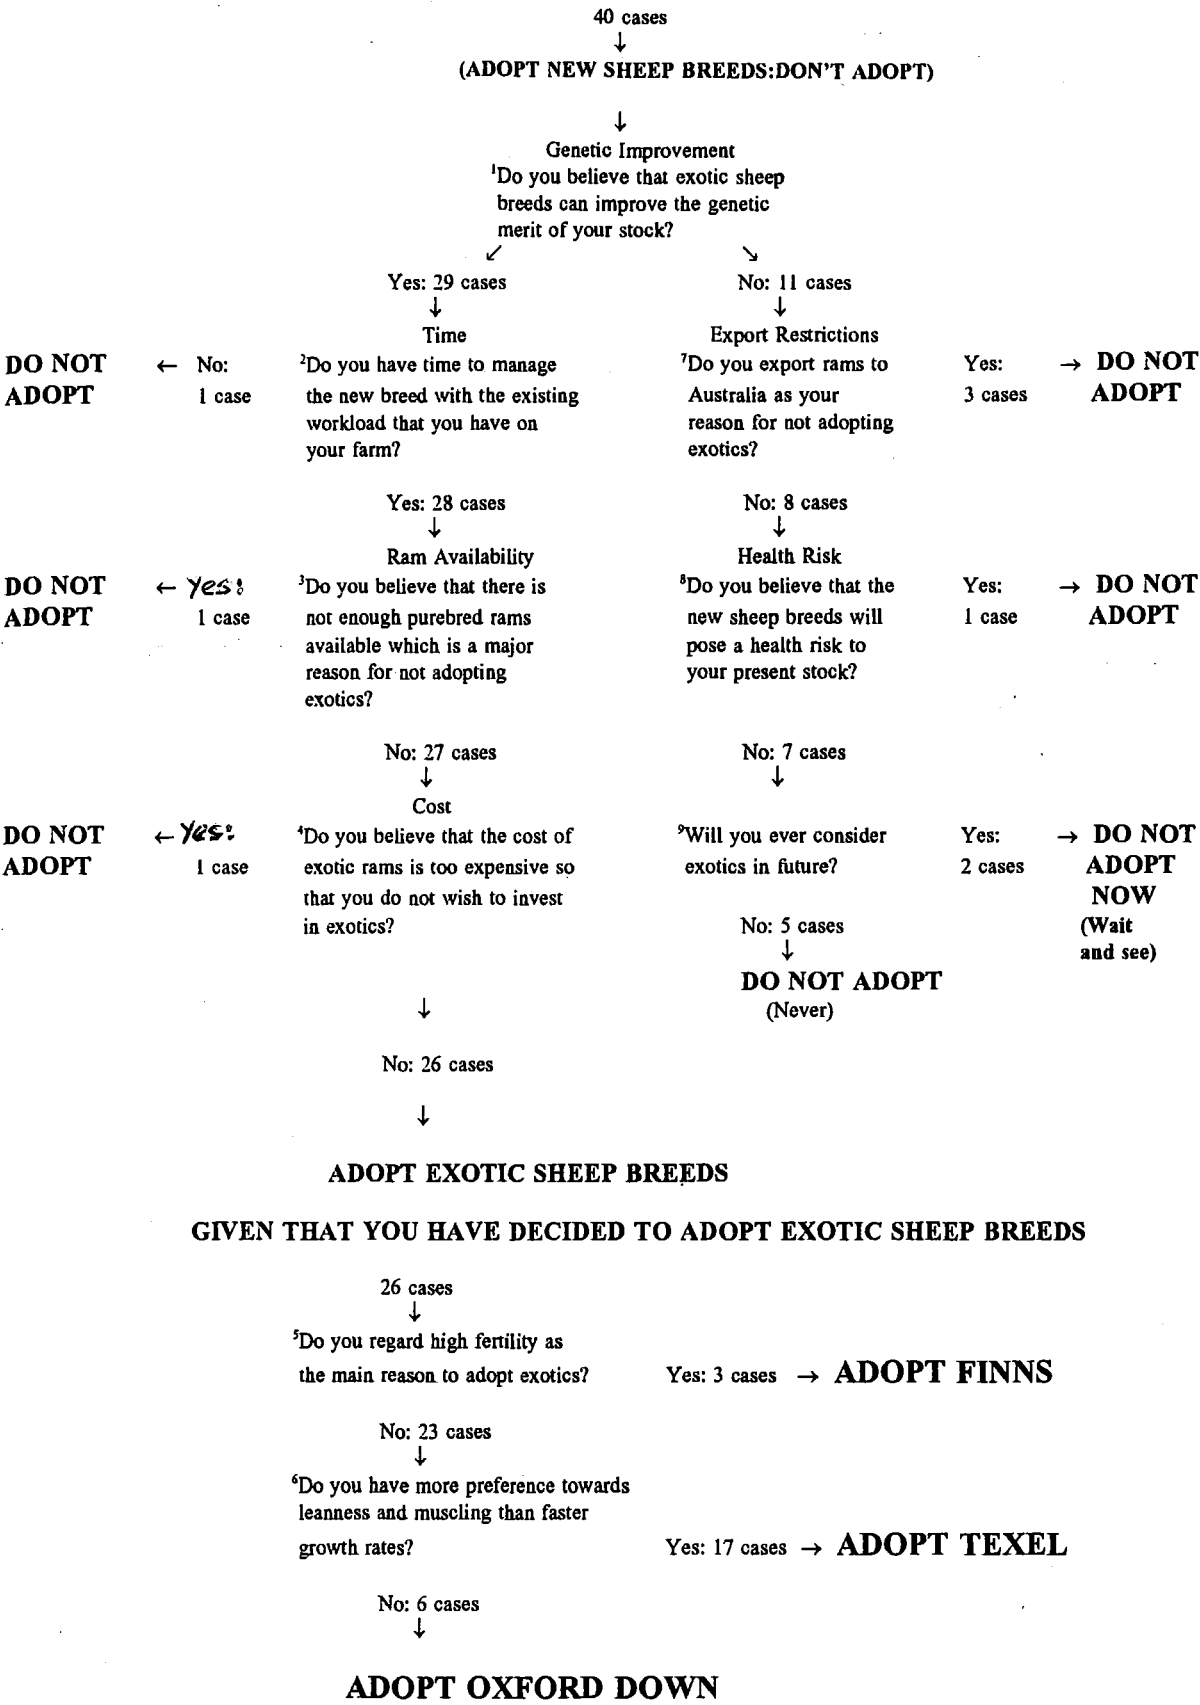 40 cases
↓
(ADOPT NEW SHEEP BREEDS:DON'T ADOPT)
↓
Genetic Improvement
¹Do you believe that exotic sheep
breeds can improve the genetic
merit of your stock?
↙ ↘
Yes: 29 cases No: 11 cases
↓ ↓
Time Export Restrictions
DO NOT ← No: ²Do you have time to manage ⁷Do you export rams to Yes: → DO NOT
ADOPT 1 case the new breed with the existing Australia as your 3 cases ADOPT
workload that you have on reason for not adopting
your farm? exotics?
Yes: 28 cases No: 8 cases
↓ ↓
Ram Availability Health Risk
DO NOT ← Yes: ³Do you believe that there is ⁸Do you believe that the Yes: → DO NOT
ADOPT 1 case not enough purebred rams new sheep breeds will 1 case ADOPT
available which is a major pose a health risk to
reason for not adopting your present stock?
exotics?
No: 27 cases No: 7 cases
↓ ↓
Cost
DO NOT ← Yes: ⁴Do you believe that the cost of ⁹Will you ever consider Yes: → DO NOT
ADOPT 1 case exotic rams is too expensive so exotics in future? 2 cases ADOPT
that you do not wish to invest NOW
in exotics? No: 5 cases (Wait
↓ and see)
DO NOT ADOPT
↓ (Never)
No: 26 cases
↓
ADOPT EXOTIC SHEEP BREEDS
GIVEN THAT YOU HAVE DECIDED TO ADOPT EXOTIC SHEEP BREEDS
26 cases
↓
⁵Do you regard high fertility as
the main reason to adopt exotics? Yes: 3 cases → ADOPT FINNS
No: 23 cases
↓
⁶Do you have more preference towards
leanness and muscling than faster
growth rates? Yes: 17 cases → ADOPT TEXEL
No: 6 cases
↓
ADOPT OXFORD DOWN